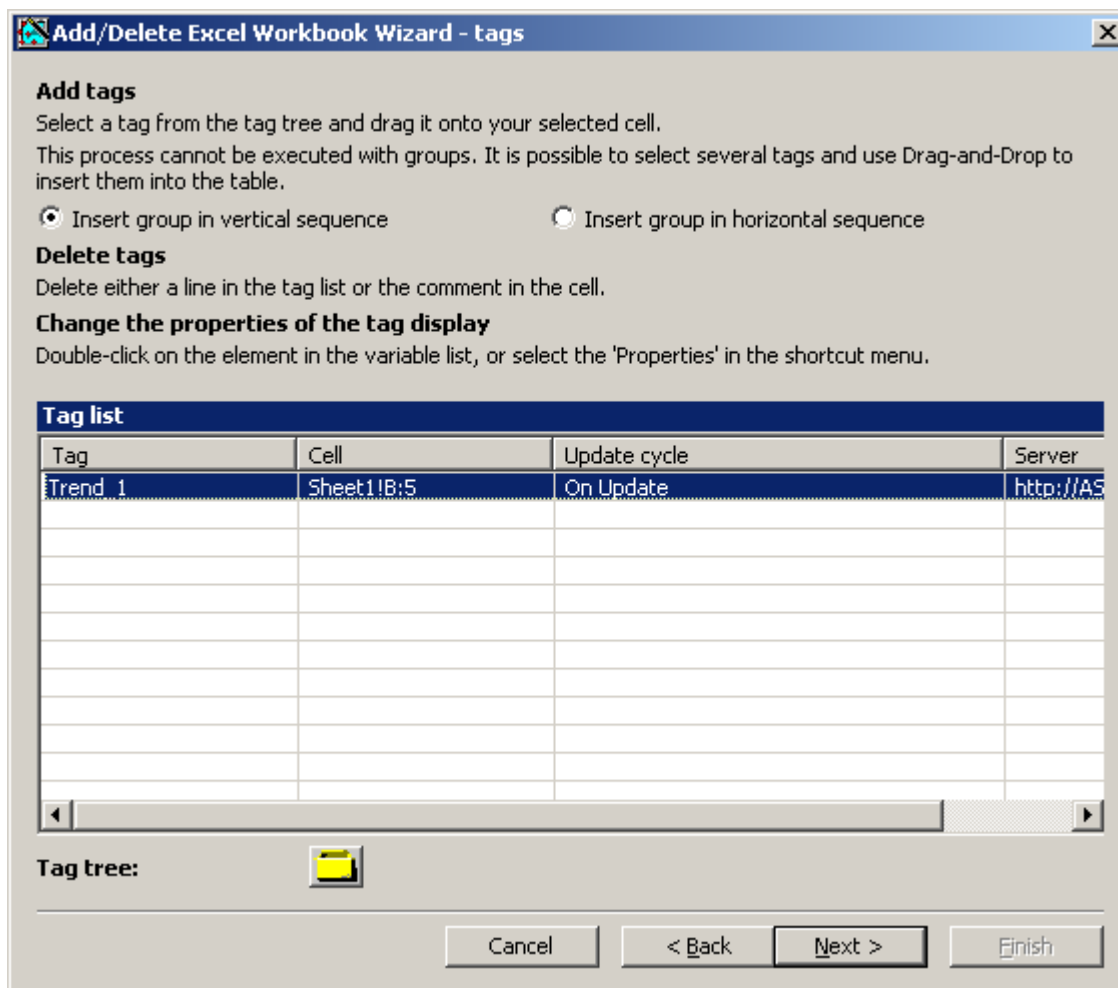 Add/Delete Excel Workbook Wizard - tags
Add tags
Select a tag from the tag tree and drag it onto your selected cell.
This process cannot be executed with groups. It is possible to select several tags and use Drag-and-Drop to
insert them into the table.
Insert group in vertical sequence Insert group in horizontal sequence
Delete tags
Delete either a line in the tag list or the comment in the cell.
Change the properties of the tag display
Double-click on the element in the variable list, or select the 'Properties' in the shortcut menu.
Tag list
Tag Cell Update cycle Server
Trend_1 Sheet1!B:5 On Update http://AS
Tag tree:
Cancel < Back Next > Finish